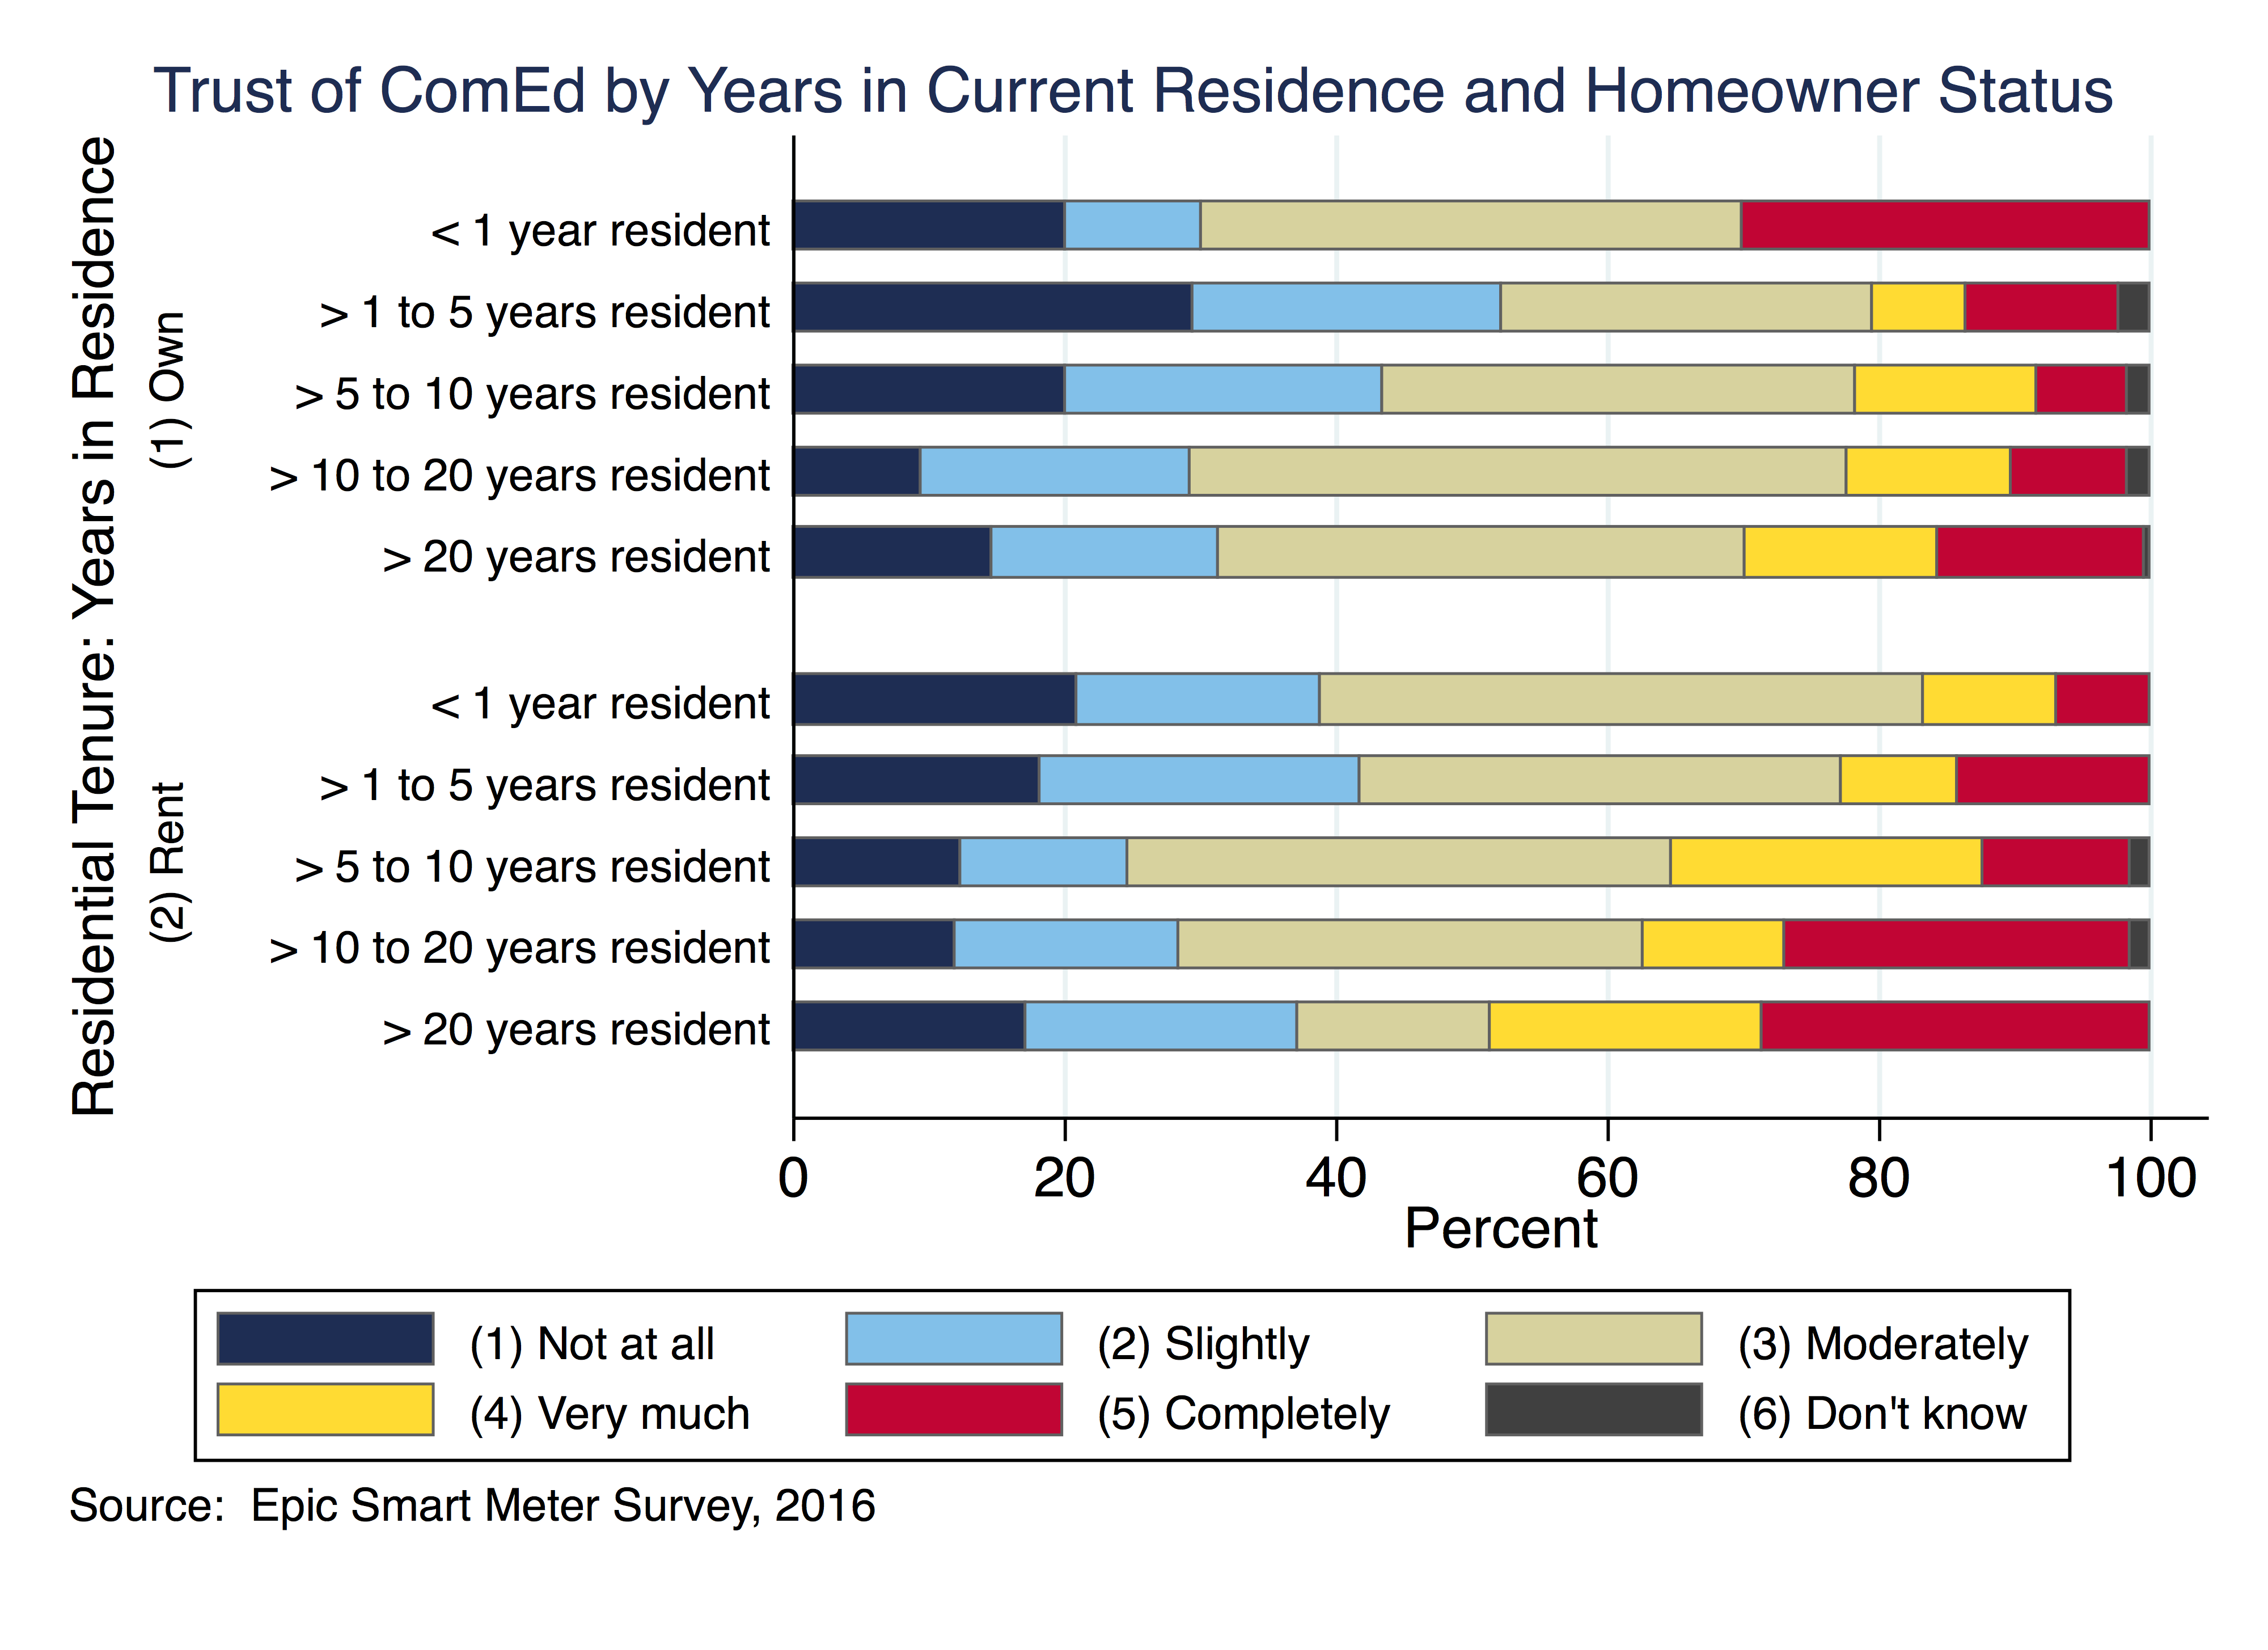 Trust of ComEd by Years in Current Residence and Homeowner Status
Residential Tenure: Years in Residence
(1) Own
< 1 year resident
> 1 to 5 years resident
> 5 to 10 years resident
> 10 to 20 years resident
> 20 years resident
(2) Rent
< 1 year resident
> 1 to 5 years resident
> 5 to 10 years resident
> 10 to 20 years resident
> 20 years resident
0 20 40 60 80 100
Percent
(1) Not at all (2) Slightly (3) Moderately
(4) Very much (5) Completely (6) Don't know
Source: Epic Smart Meter Survey, 2016